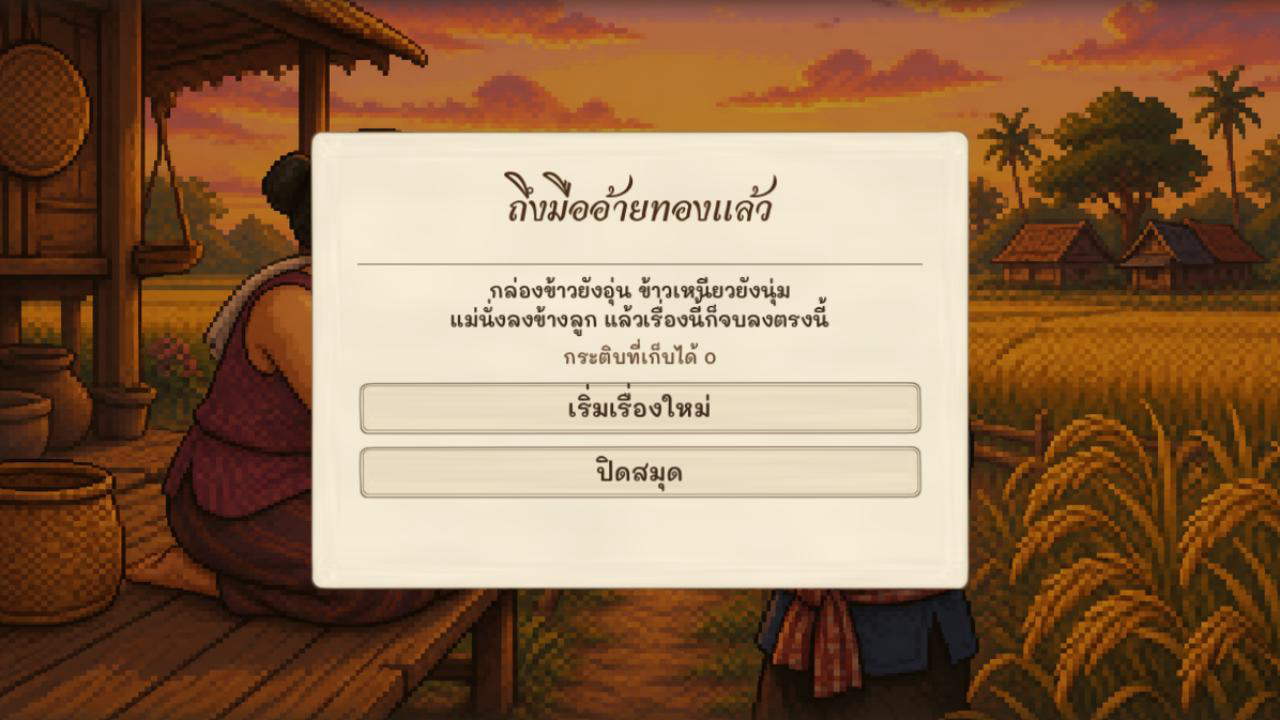 ถึงมืออ้ายทองแล้ว
กล่องข้าวยังอุ่น ข้าวเหนียวยังนุ่ม
แม่นั่งลงข้างลูก แล้วเรื่องนี้ก็จบลงตรงนี้
กระติบที่เก็บได้ 0
เริ่มเรื่องใหม่
ปิดสมุด